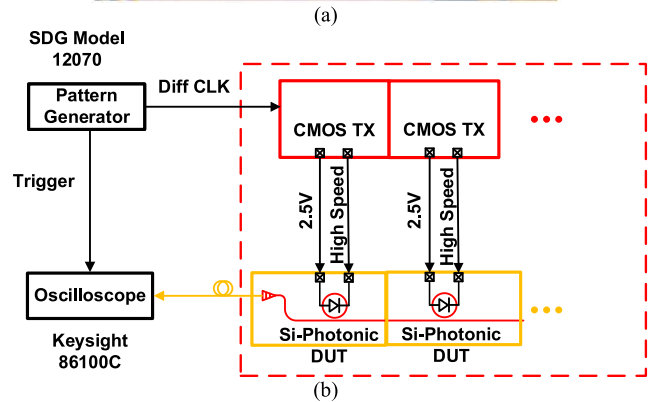 (a)
SDG Model
12070
Pattern
Generator
Diff CLK
CMOS TX
CMOS TX
Trigger
2.5V
High Speed
2.5V
High Speed
Oscilloscope
Keysight
86100C
Si-Photonic
DUT
Si-Photonic
DUT
(b)